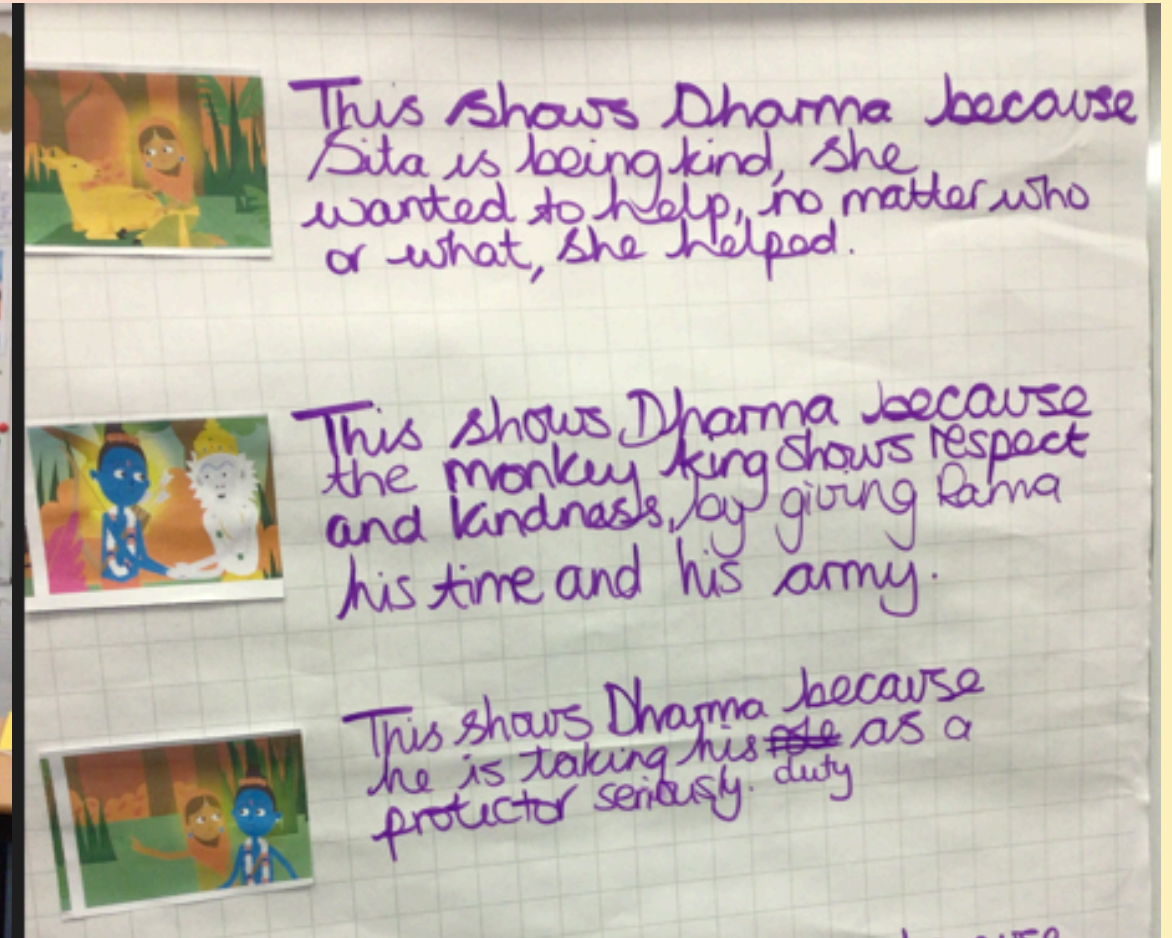 This shows Dharma because
Sita is being kind, she
wanted to help, no matter who
or what, she helped.
This shows Dharma because
the monkey king shows respect
and kindness, by giving Rama
his time and his army.
This shows Dharma because
he is taking his role as a
duty
protector seriously.